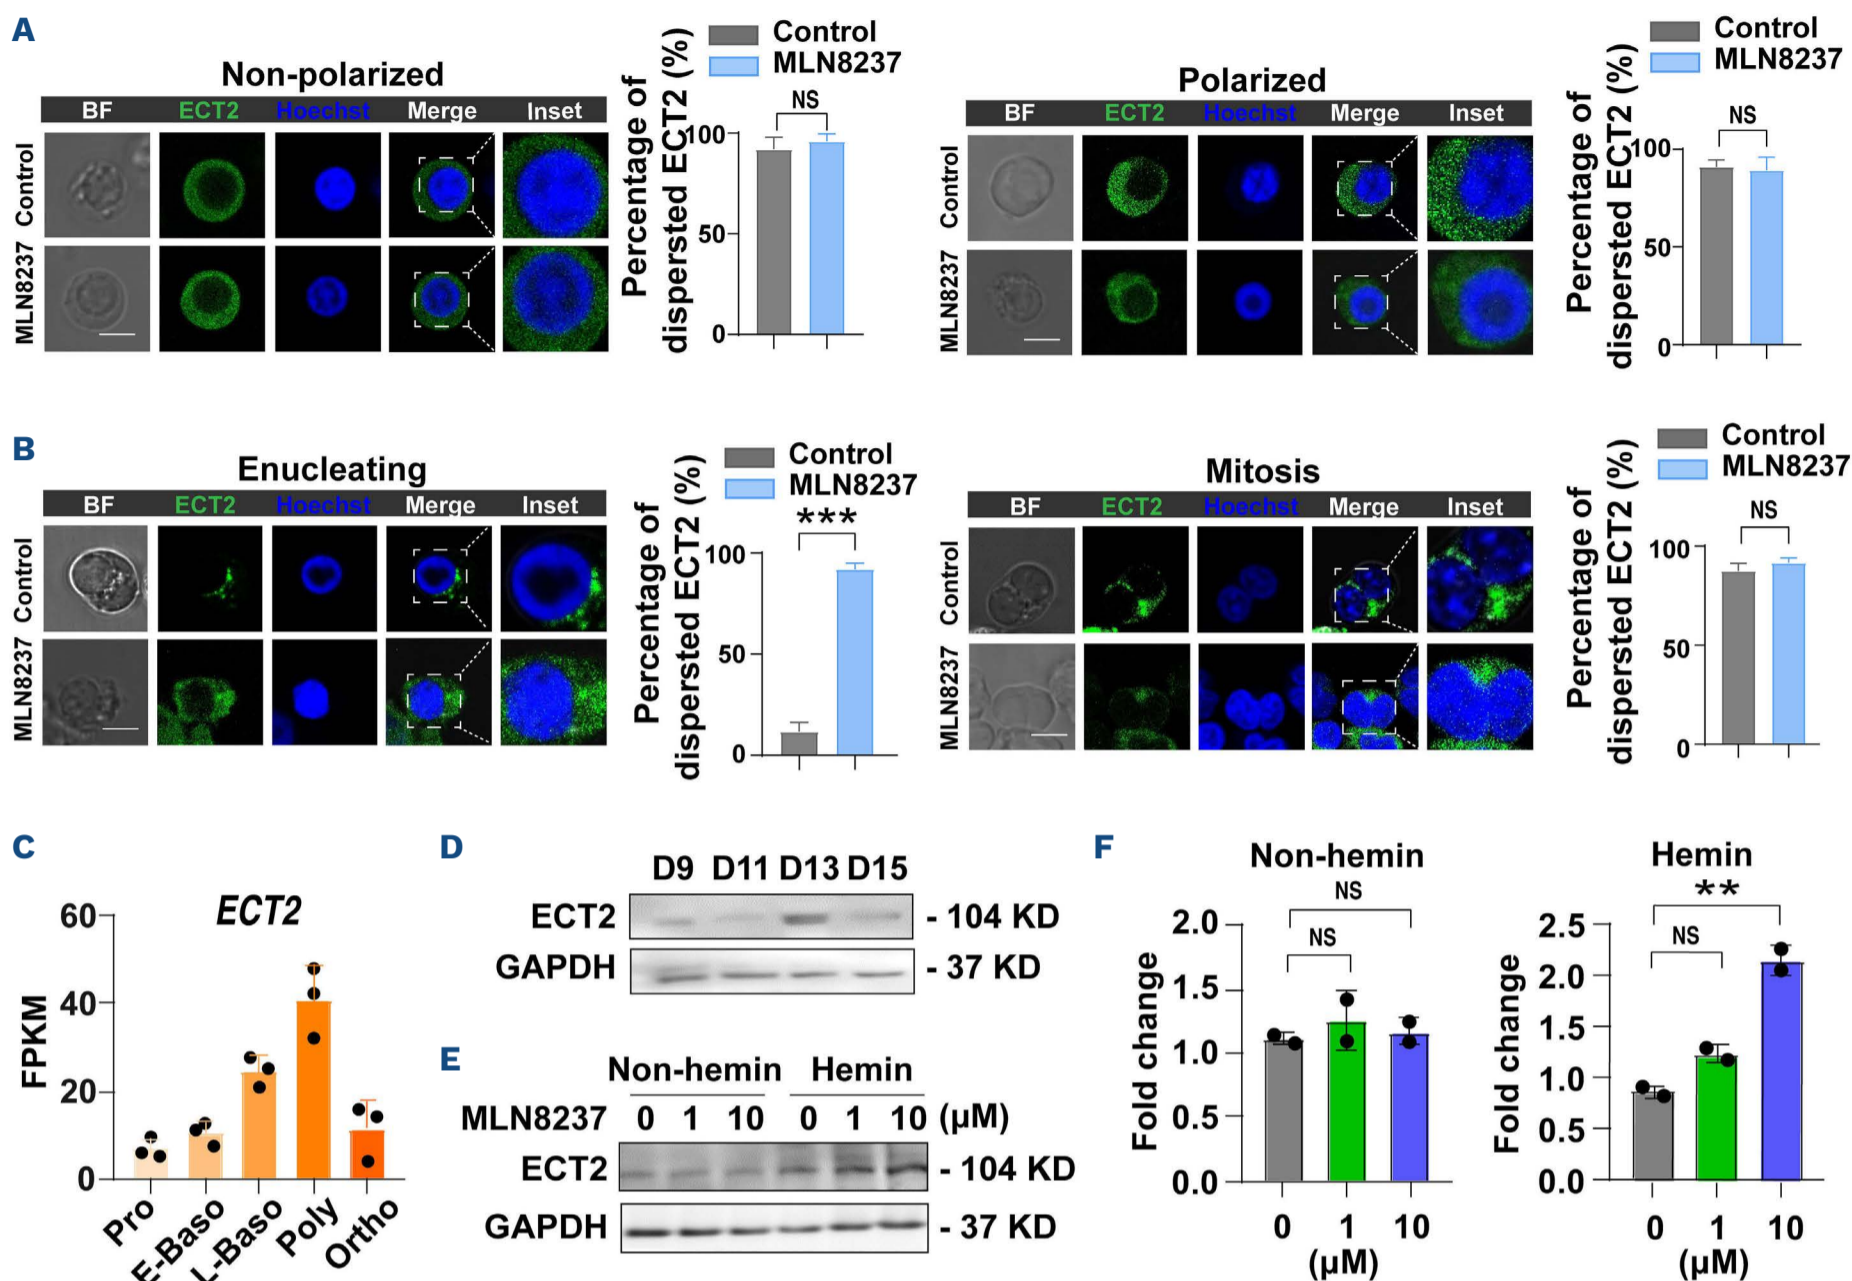 A
Non-polarized
BF ECT2 Hoechst Merge Inset
Control
MLN8237
Percentage of
dispersted ECT2 (%)
Control
MLN8237
NS
100
50
0
Polarized
BF ECT2 Hoechst Merge Inset
Control
MLN8237
Percentage of
dispersted ECT2 (%)
Control
MLN8237
NS
100
50
0
B
Enucleating
BF ECT2 Hoechst Merge Inset
Control
MLN8237
Percentage of
dispersted ECT2 (%)
Control
MLN8237
***
100
50
0
Mitosis
BF ECT2 Hoechst Merge Inset
Control
MLN8237
Percentage of
dispersted ECT2 (%)
Control
MLN8237
NS
100
50
0
C
ECT2
FPKM
60
40
20
0
Pro E-Baso L-Baso Poly Ortho
D
D9 D11 D13 D15
ECT2 - 104 KD
GAPDH - 37 KD
E
Non-hemin Hemin
MLN8237 0 1 10 0 1 10 (µM)
ECT2 - 104 KD
GAPDH - 37 KD
F
Non-hemin
NS
NS
Fold change
2.0
1.5
1.0
0.5
0.0
0 1 10
(µM)
Hemin
**
NS
Fold change
2.5
2.0
1.5
1.0
0.5
0.0
0 1 10
(µM)